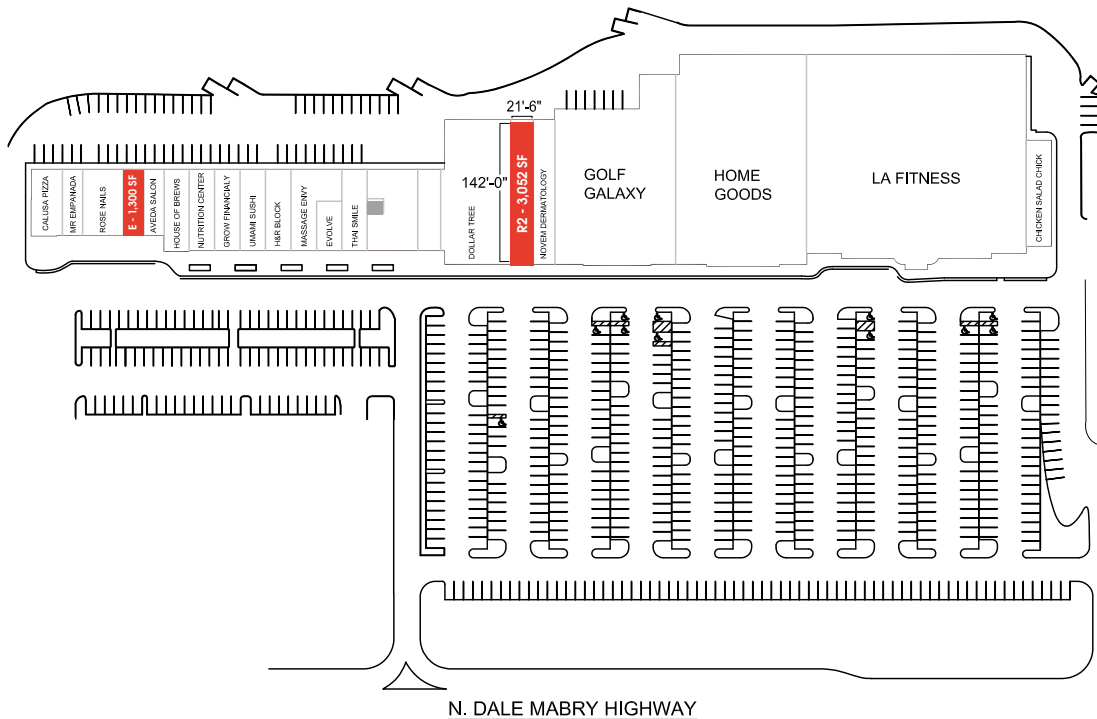 21'-6"
142'-0"
CALUSA PIZZA
MR EMPANADA
ROSE NAILS
E - 1,300 SF
AVEDA SALON
HOUSE OF BREWS
NUTRITION CENTER
GROW FINANCIALY
UMAMI SUSHI
H&R BLOCK
MASSAGE ENVY
EVOLVE
THAI SMILE
DOLLAR TREE
R2 - 3,052 SF
NOVEM DERMATOLOGY
GOLF
GALAXY
HOME
GOODS
LA FITNESS
CHICKEN SALAD CHICK
N. DALE MABRY HIGHWAY